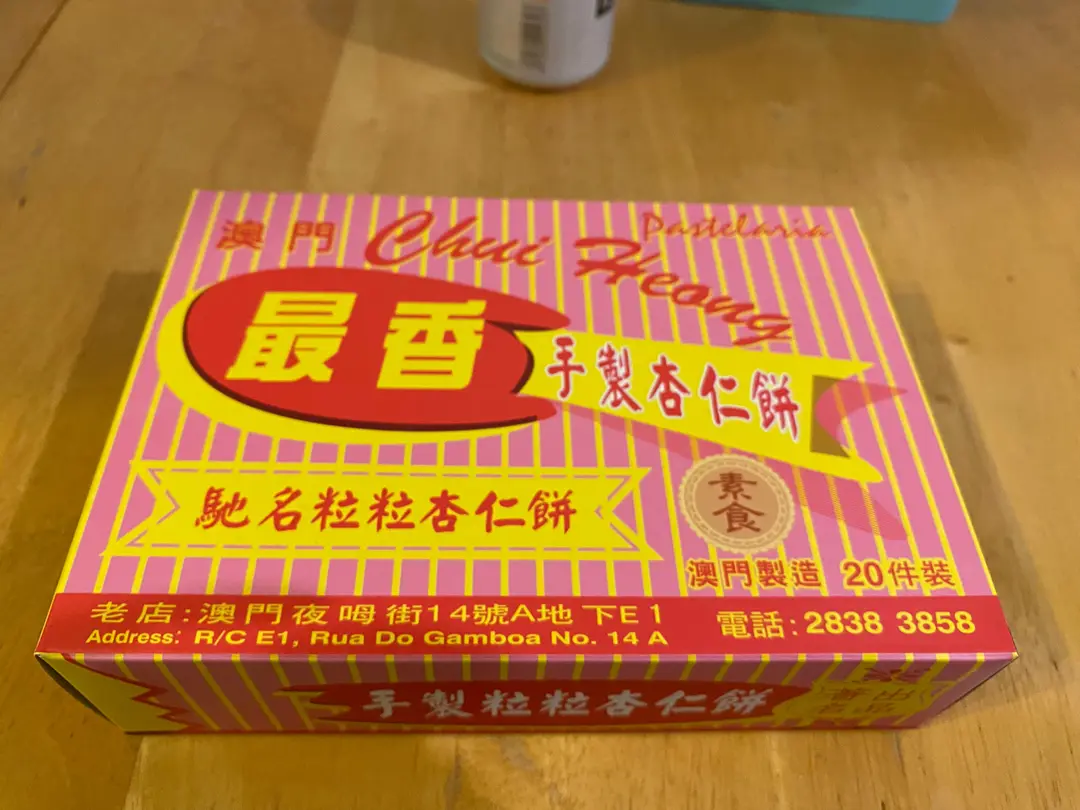 澳門 Chui Heong Pastelaria
最香
手製杏仁餅
馳名粒粒杏仁餅
素食
澳門製造 20件裝
老店:澳門夜呣街14號A地下E1
Address: R/C E1, Rua Do Gamboa No. 14 A
電話:2838 3858
手製粒粒杏仁餅